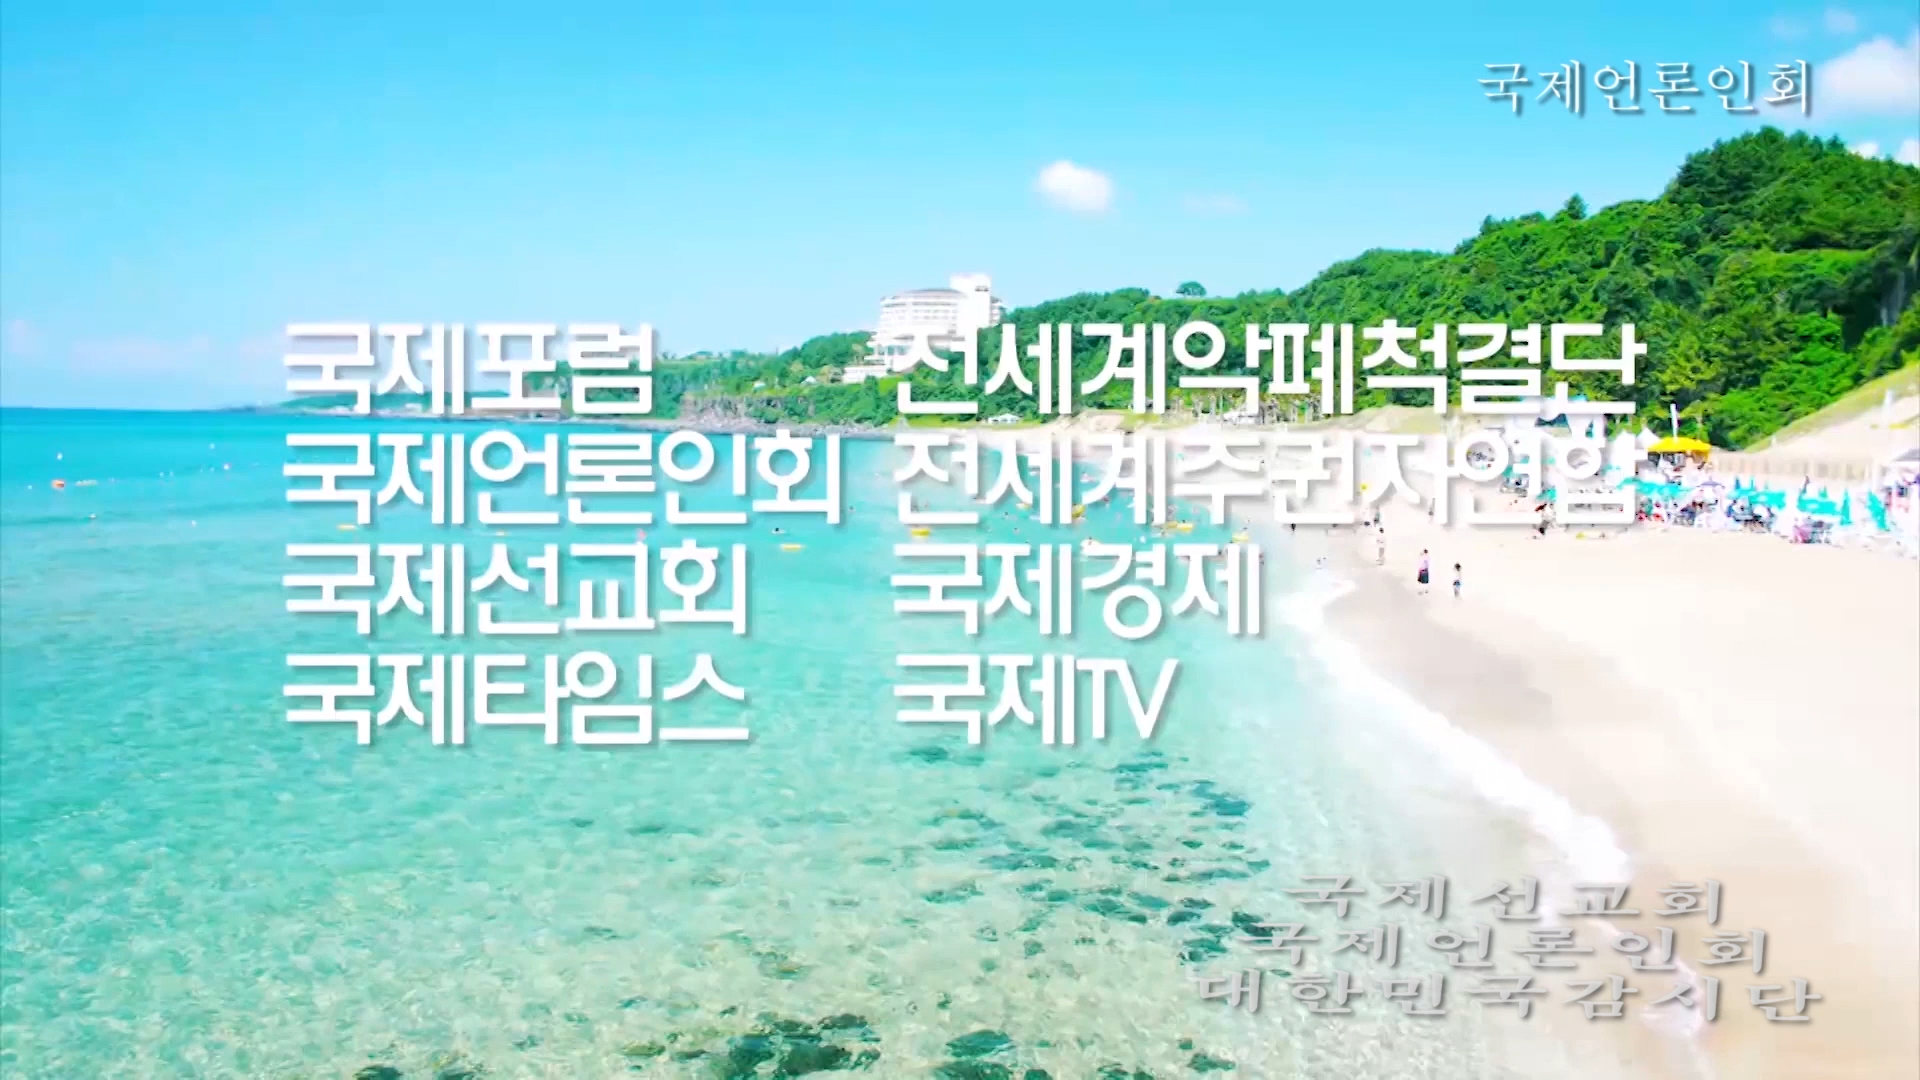 국제언론인회
국제포럼 전세계악폐척결단
국제언론인회 전세계주권자연합
국제선교회 국제경제
국제타임스 국제TV
국제선교회
국제언론인회
대한민국감시단